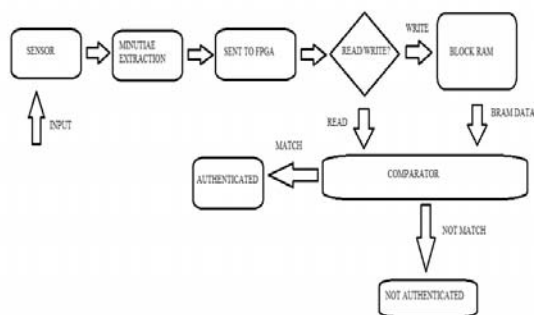 WRITE
SENSOR
MINUTIAE
EXTRACTION
SENT TO FPGA
READ/WRITE?
BLOCK RAM
INPUT
READ
BRAM DATA
MATCH
AUTHENTICATED
COMPARATOR
NOT MATCH
NOT AUTHENTICATED